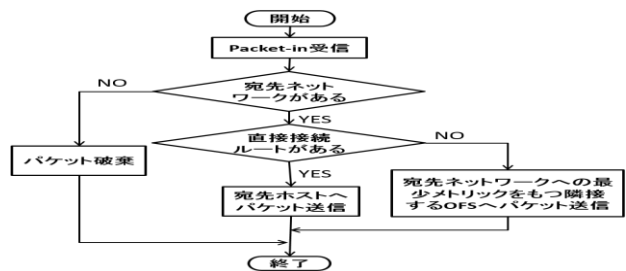 開始
Packet-in受信
宛先ネット
ワークがある
NO
YES
直接接続
ルートがある
NO
パケット破棄
YES
宛先ホストへ
パケット送信
宛先ネットワークへの最
少メトリックをもつ隣接
するOFSへパケット送信
終了